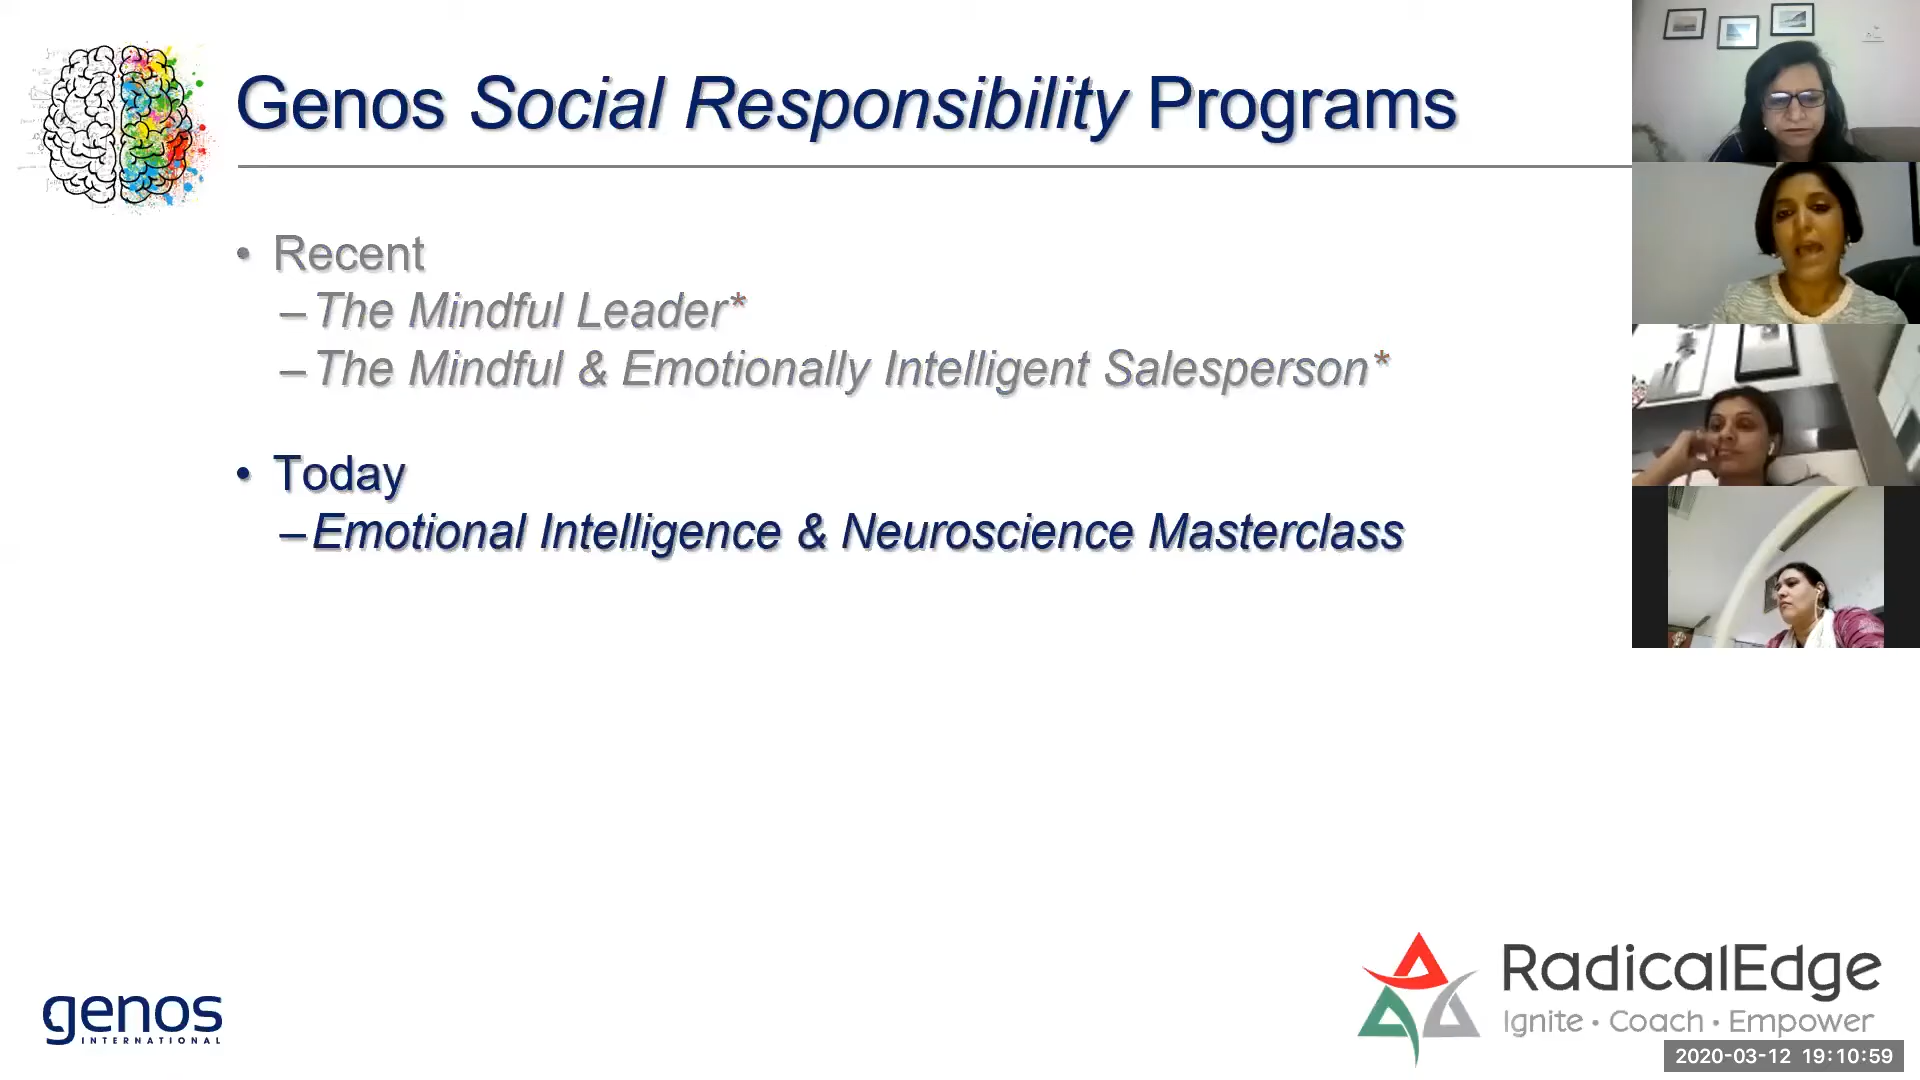 Genos Social Responsibility Programs
• Recent
– The Mindful Leader*
– The Mindful & Emotionally Intelligent Salesperson*
• Today
– Emotional Intelligence & Neuroscience Masterclass
genos
INTERNATIONAL
RadicalEdge
Ignite • Coach • Empower
2020-03-12 19:10:59